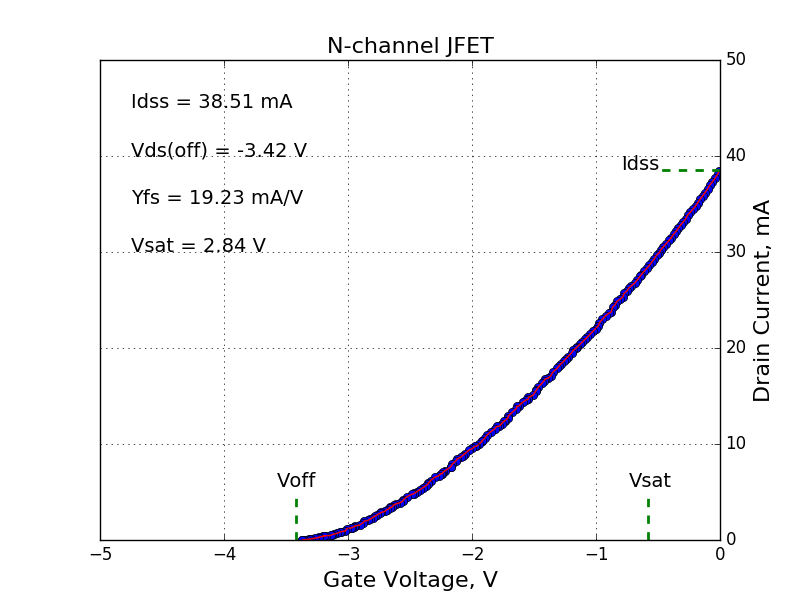 N-channel JFET
Idss = 38.51 mA
Vds(off) = -3.42 V
Yfs = 19.23 mA/V
Vsat = 2.84 V
Idss
Voff
Vsat
50
40
30
20
10
0
Drain Current, mA
−5 −4 −3 −2 −1 0
Gate Voltage, V